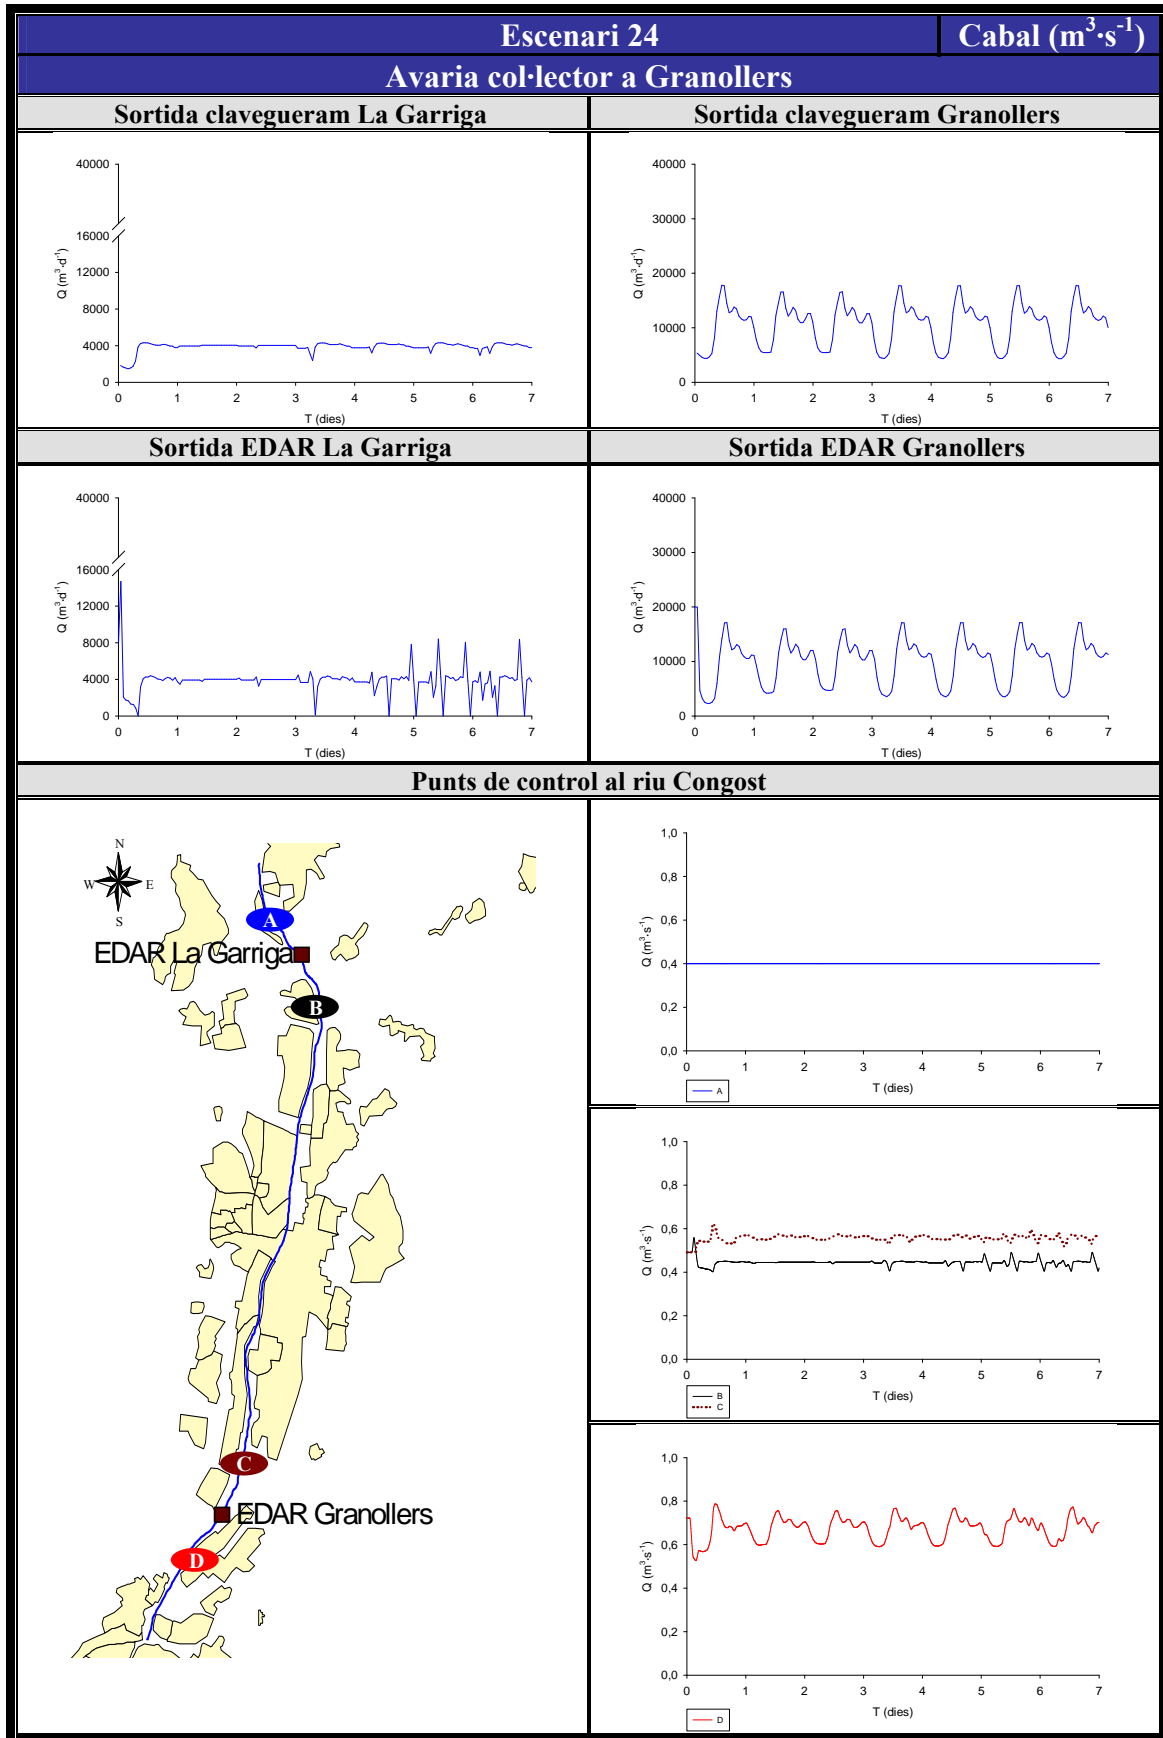 Escenari 24
Cabal (m³·s⁻¹)
Avaria col·lector a Granollers
Sortida clavegueram La Garriga
Sortida clavegueram Granollers
40000
16000
12000
8000
4000
0
Q (m³·d⁻¹)
0 1 2 3 4 5 6 7
T (dies)
40000
30000
20000
10000
0
Q (m³·d⁻¹)
0 1 2 3 4 5 6 7
T (dies)
Sortida EDAR La Garriga
Sortida EDAR Granollers
40000
16000
12000
8000
4000
0
Q (m³·d⁻¹)
0 1 2 3 4 5 6 7
T (dies)
40000
30000
20000
10000
0
Q (m³·d⁻¹)
0 1 2 3 4 5 6 7
T (dies)
Punts de control al riu Congost
N
W E
S
A
EDAR La Garriga
B
C
EDAR Granollers
D
1,0
0,8
0,6
0,4
0,2
0,0
Q (m³·s⁻¹)
0 1 2 3 4 5 6 7
T (dies)
A
1,0
0,8
0,6
0,4
0,2
0,0
Q (m³·s⁻¹)
0 1 2 3 4 5 6 7
T (dies)
B
C
1,0
0,8
0,6
0,4
0,2
0,0
Q (m³·s⁻¹)
0 1 2 3 4 5 6 7
T (dies)
D